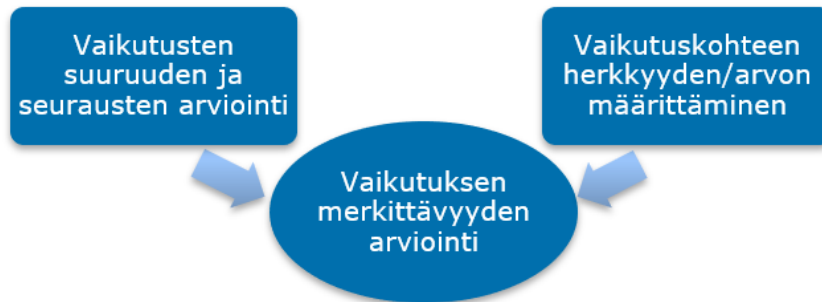 Vaikutusten
suuruuden ja
seurausten arviointi
Vaikutuskohteen
herkkyyden/arvon
määrittäminen
Vaikutuksen
merkittävyyden
arviointi